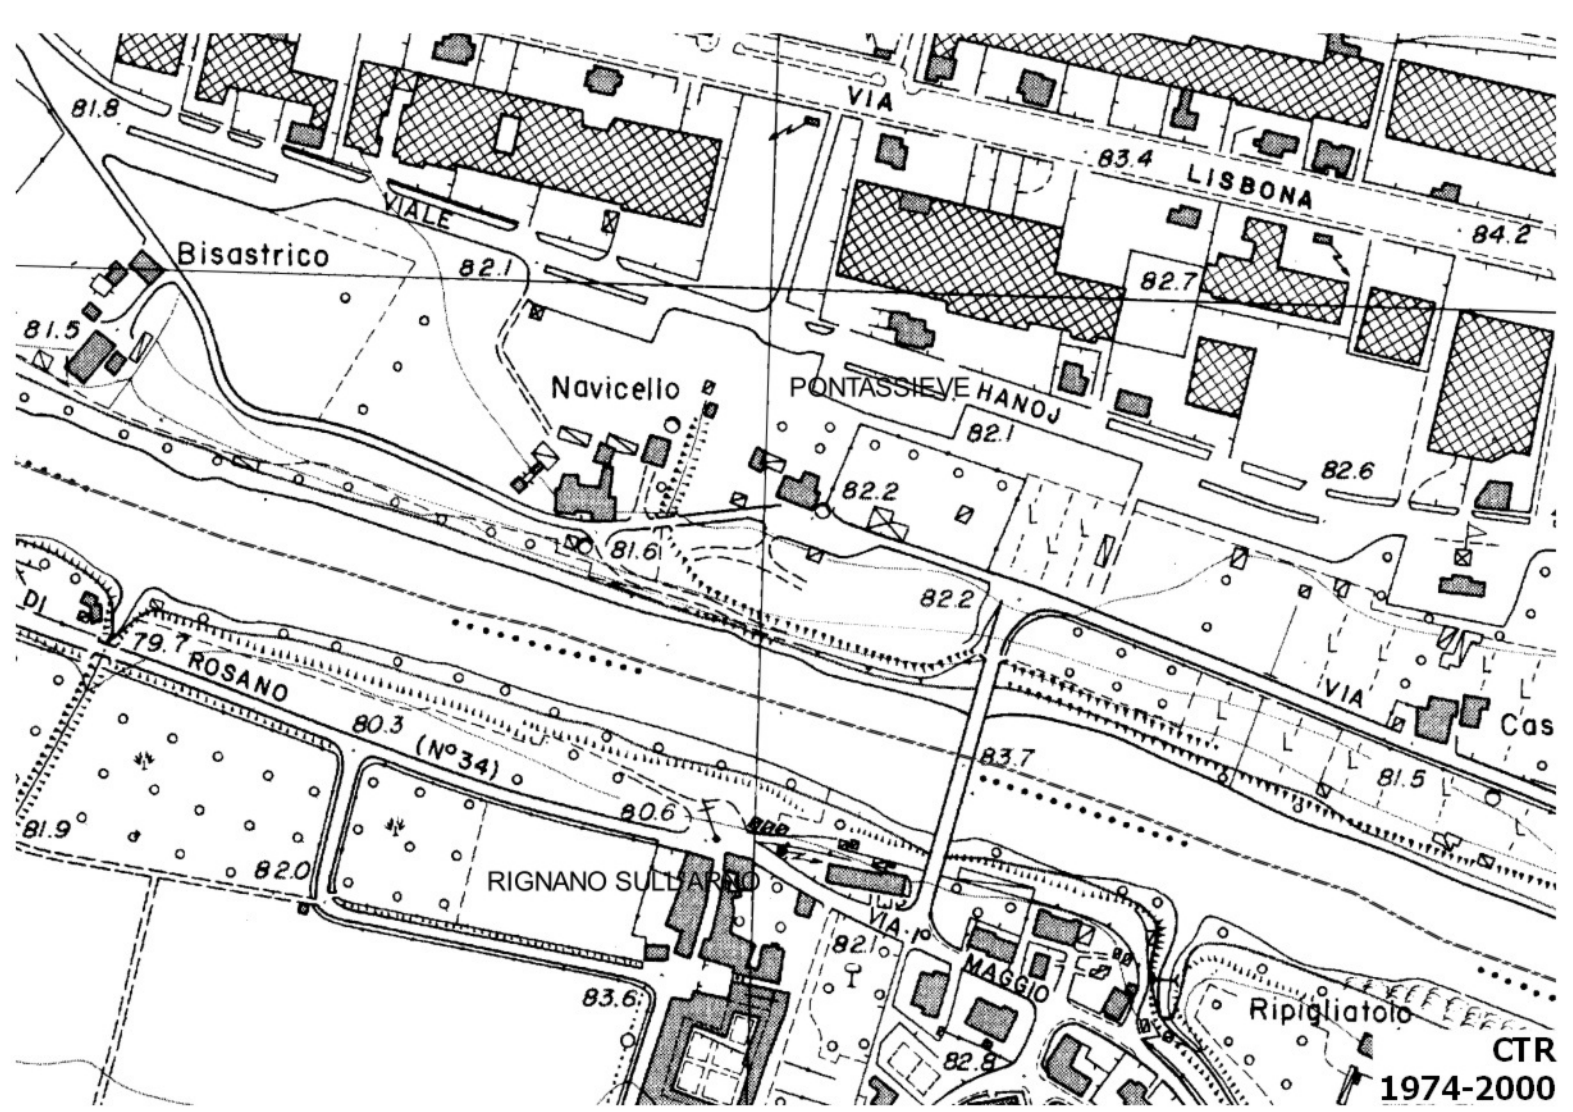 81.8
VIA
83.4
LISBONA
84.2
VIALE
Bisastrico
82.1
82.7
81.5
Navicello
PONTASSIEVE
HANOJ
82.1
82.6
82.2
81.6
82.2
DI
79.7
ROSANO
VIA
Cas
80.3
(N°34)
83.7
81.5
80.6
81.9
82.0
RIGNANO SULL'ARNO
VIA 1°
82.1
MAGGIO
83.6
Ripigliatolo
82.8
CTR
1974-2000